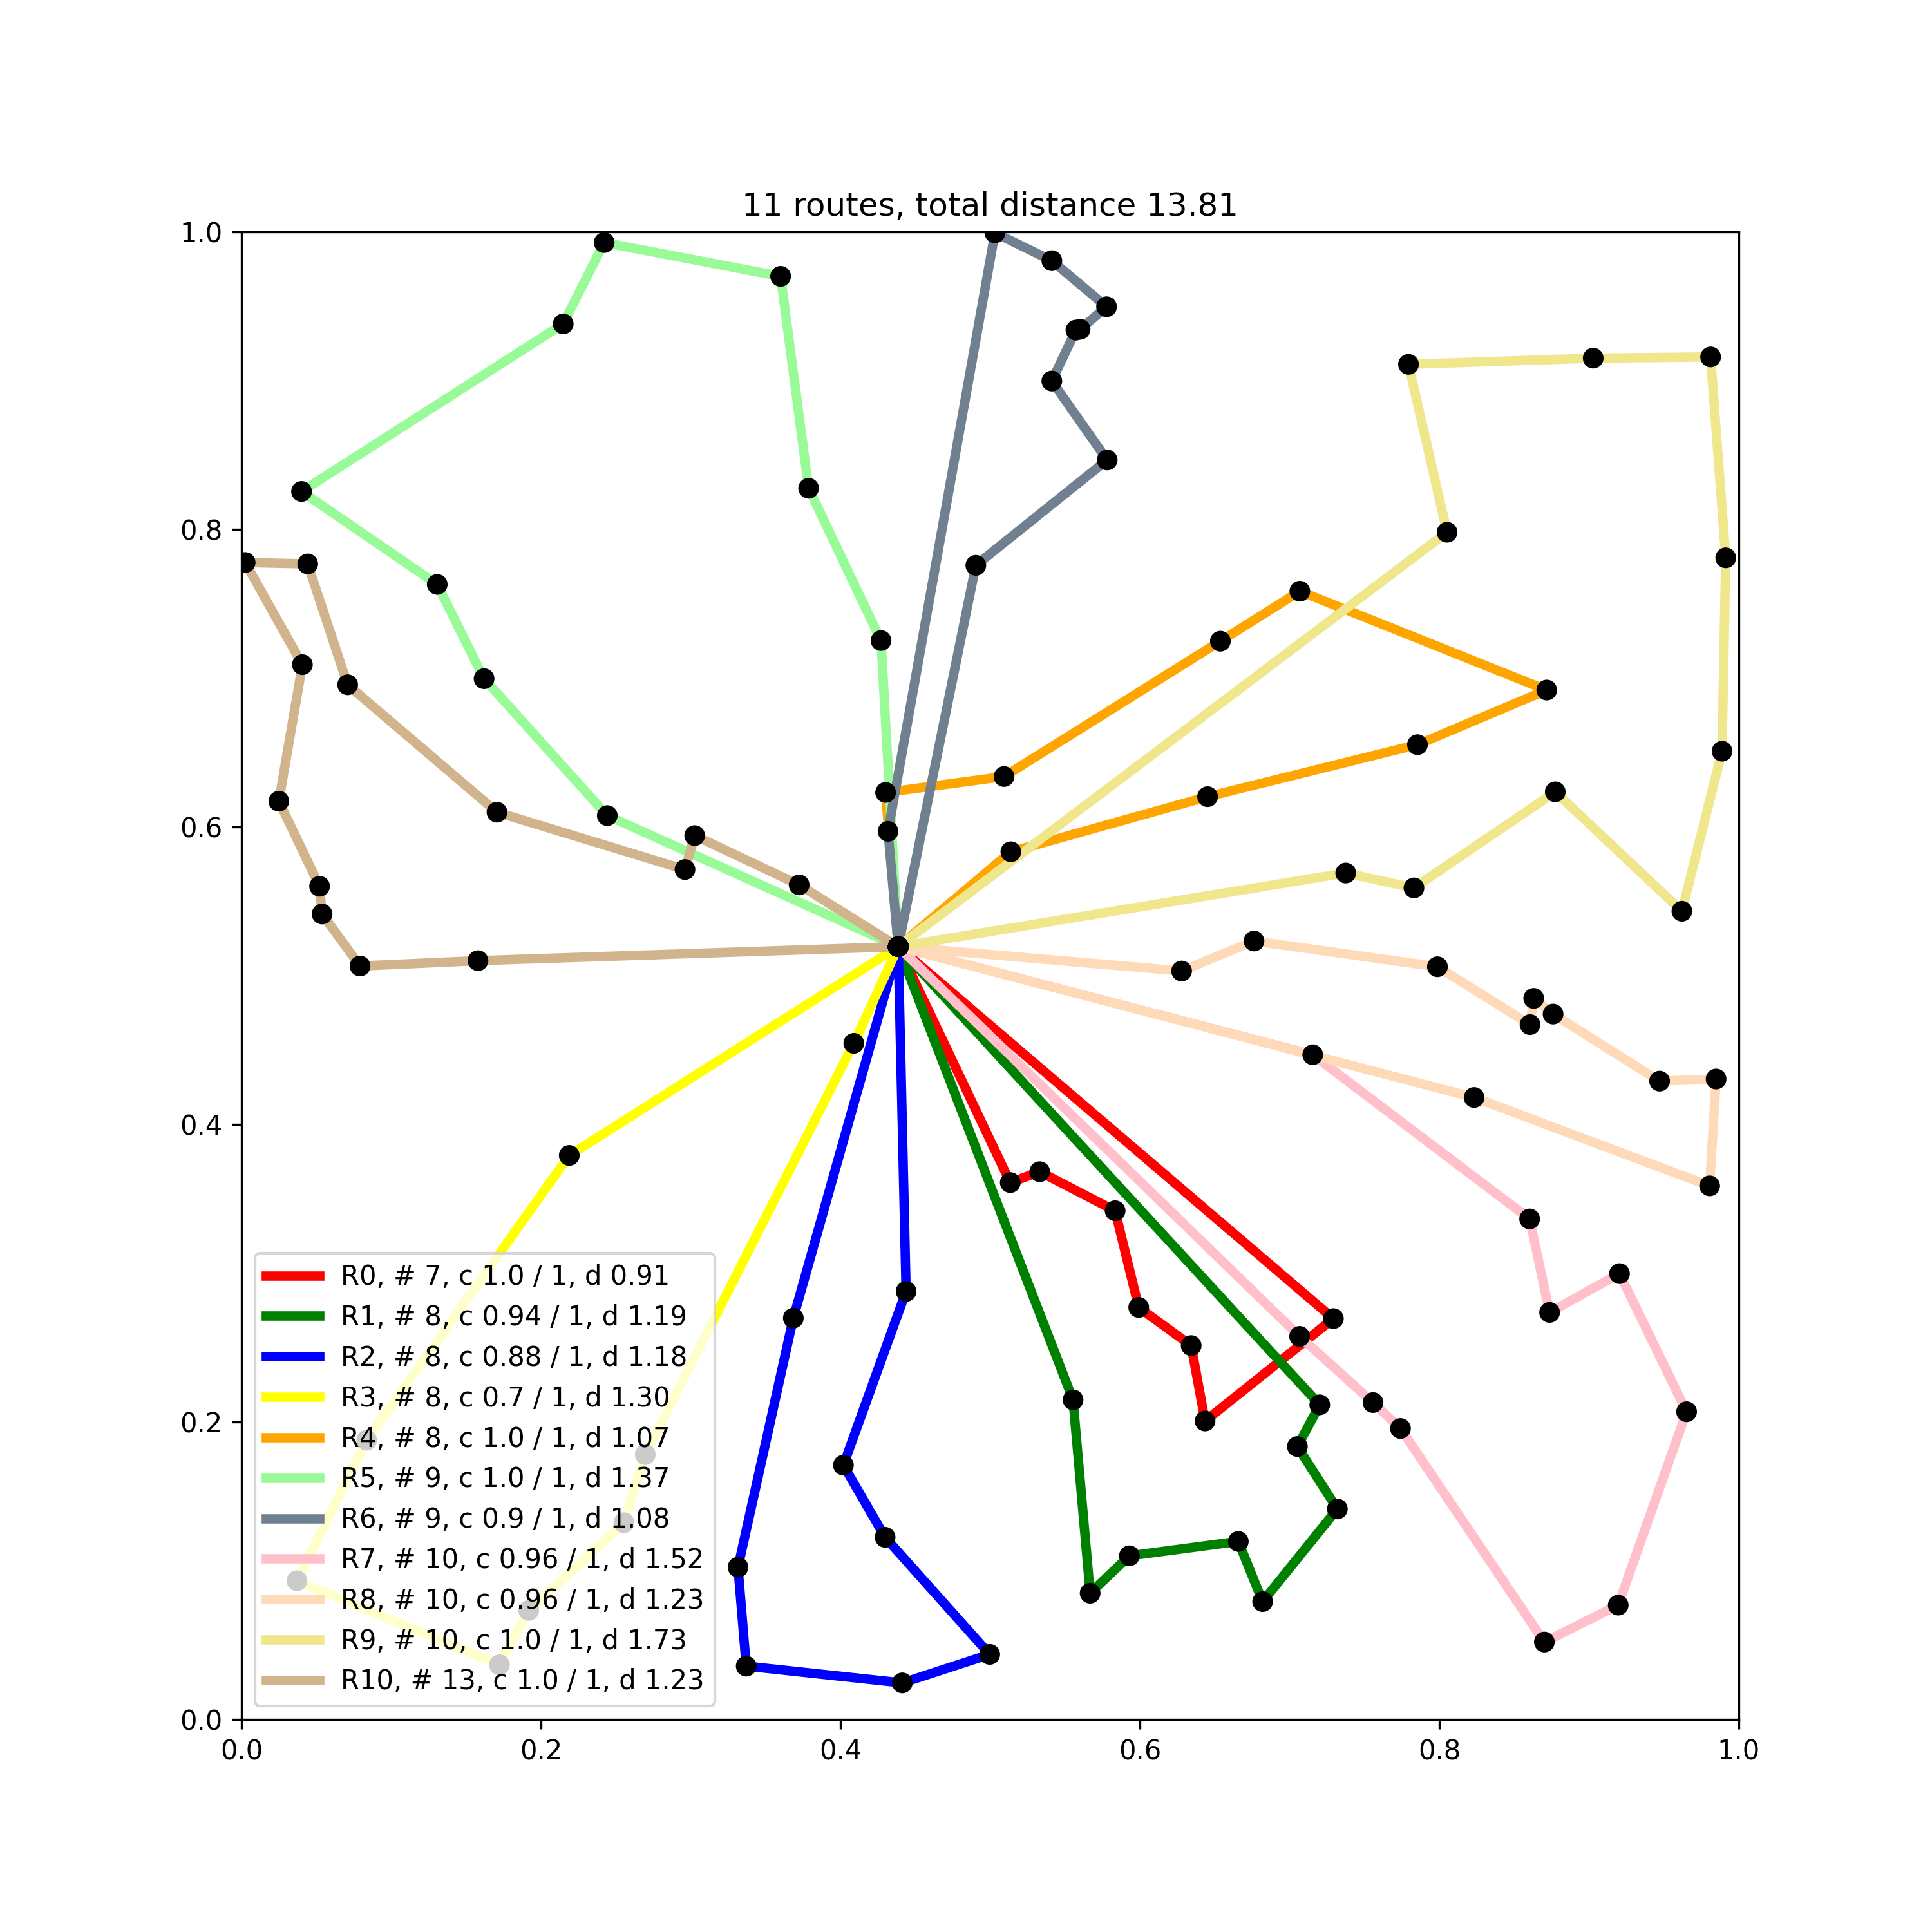 11 routes, total distance 13.81
1.0
0.8
0.6
0.4
0.2
0.0
R0, # 7, c 1.0 / 1, d 0.91
R1, # 8, c 0.94 / 1, d 1.19
R2, # 8, c 0.88 / 1, d 1.18
R3, # 8, c 0.7 / 1, d 1.30
R4, # 8, c 1.0 / 1, d 1.07
R5, # 9, c 1.0 / 1, d 1.37
R6, # 9, c 0.9 / 1, d 1.08
R7, # 10, c 0.96 / 1, d 1.52
R8, # 10, c 0.96 / 1, d 1.23
R9, # 10, c 1.0 / 1, d 1.73
R10, # 13, c 1.0 / 1, d 1.23
0.0 0.2 0.4 0.6 0.8 1.0